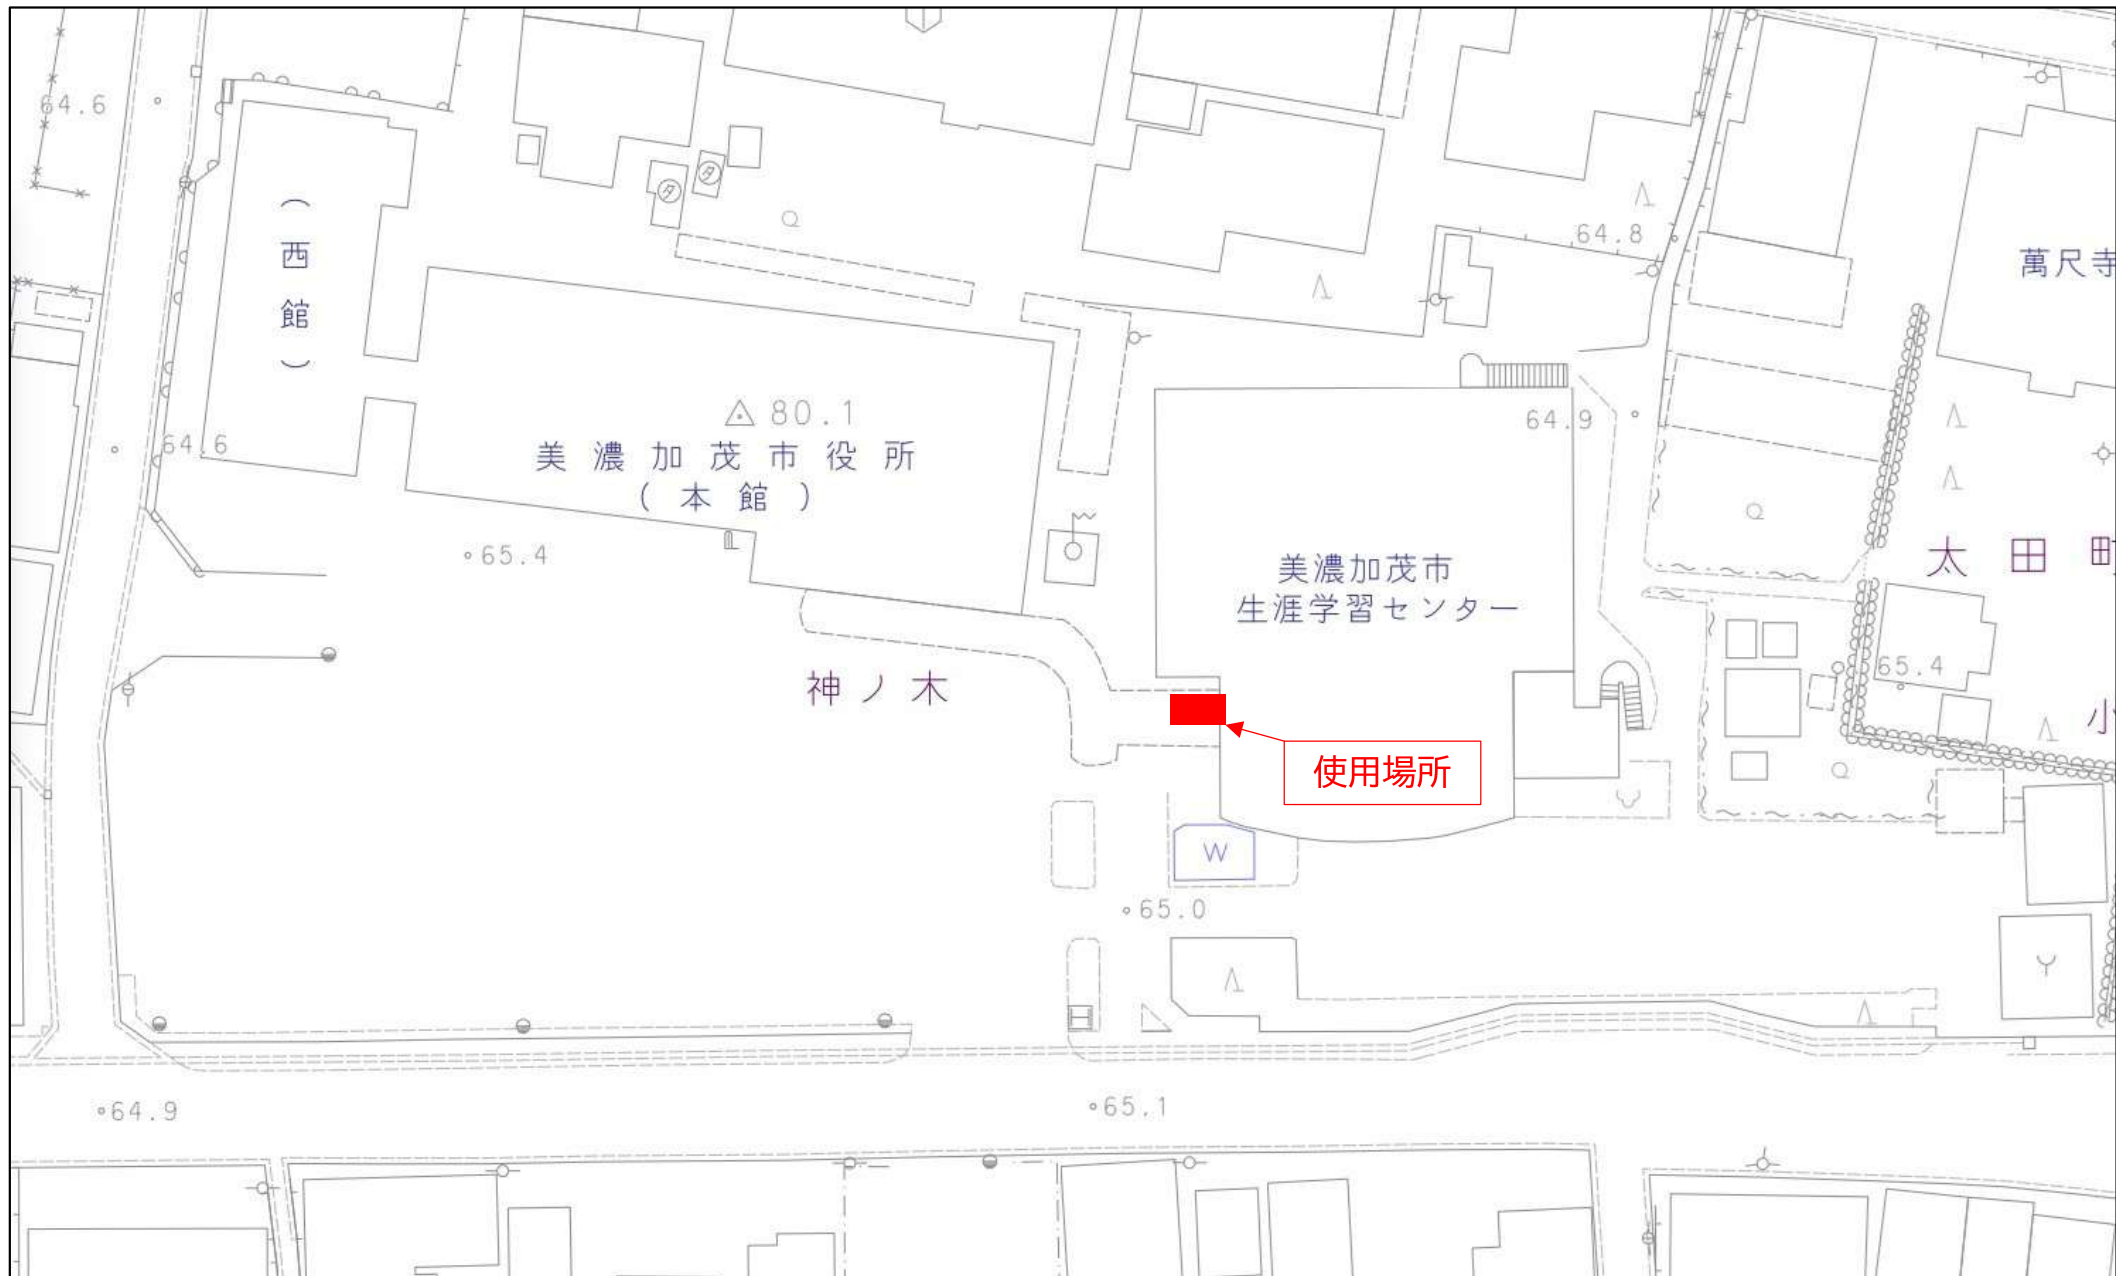 64.6
（西館）
64.8
萬尺寺
80.1
美濃加茂市役所
（本館）
64.9
64.6
65.4
美濃加茂市
生涯学習センター
太田町
65.4
神ノ木
小
使用場所
W
65.0
64.9
65.1
タ
タ